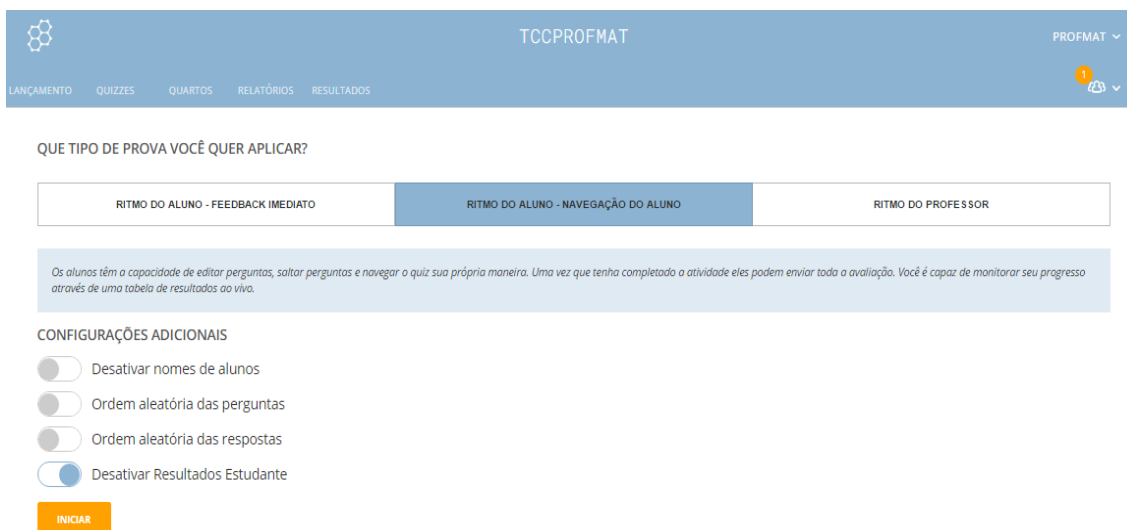 TCCPROFMAT
PROFMAT
1
LANÇAMENTO QUIZZES QUARTOS RELATÓRIOS RESULTADOS
QUE TIPO DE PROVA VOCÊ QUER APLICAR?
RITMO DO ALUNO - FEEDBACK IMEDIATO RITMO DO ALUNO - NAVEGAÇÃO DO ALUNO RITMO DO PROFESSOR
Os alunos têm a capacidade de editar perguntas, saltar perguntas e navegar o quiz sua própria maneira. Uma vez que tenha completado a atividade eles podem enviar toda a avaliação. Você é capaz de monitorar seu progresso
através de uma tabela de resultados ao vivo.
CONFIGURAÇÕES ADICIONAIS
Desativar nomes de alunos
Ordem aleatória das perguntas
Ordem aleatória das respostas
Desativar Resultados Estudante
INICIAR